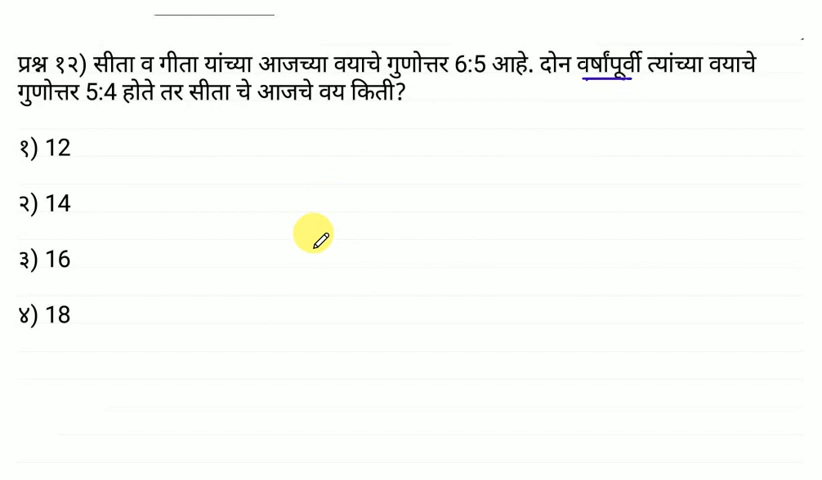 प्रश्न १२) सीता व गीता यांच्या आजच्या वयाचे गुणोत्तर 6:5 आहे. दोन वर्षांपूर्वी त्यांच्या वयाचे
गुणोत्तर 5:4 होते तर सीता चे आजचे वय किती?
१) 12
२) 14
३) 16
४) 18